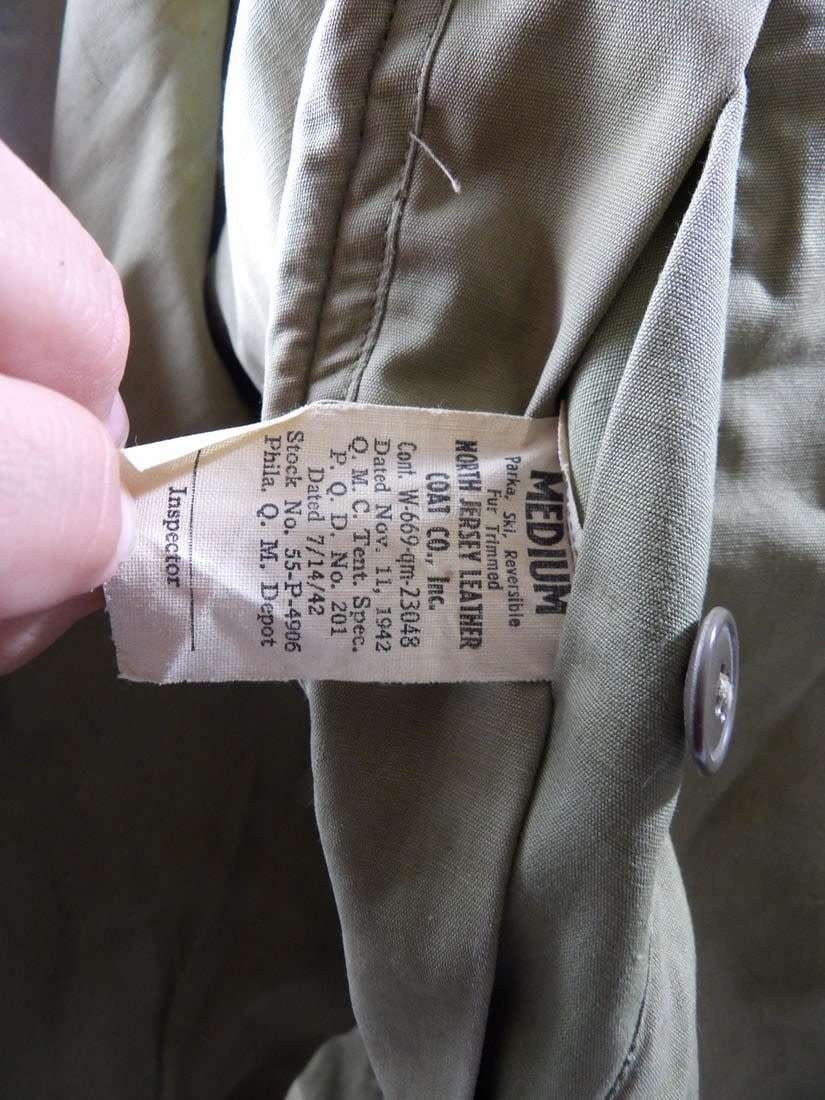 MEDIUM
Parka, Ski, Reversible
Fur Trimmed
NORTH JERSEY LEATHER
COAT CO., Inc.
Cont. W-669-qm-23048
Dated Nov. 11, 1942
Q. M. C. Tent. Spec.
P. Q. D. No. 201
Dated 7/14/42
Stock No. 55-P-4906
Phila. Q. M. Depot
Inspector